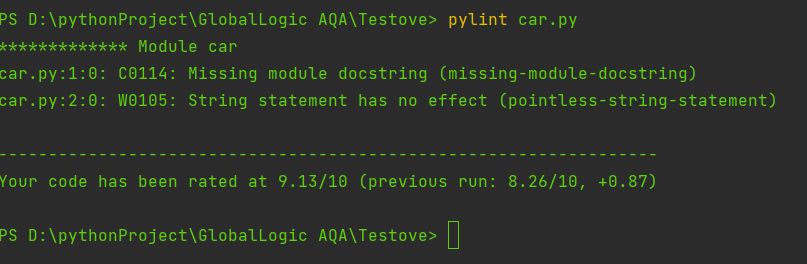 PS D:\pythonProject\GlobalLogic AQA\Testove> pylint car.py
************* Module car
car.py:1:0: C0114: Missing module docstring (missing-module-docstring)
car.py:2:0: W0105: String statement has no effect (pointless-string-statement)
------------------------------------------------------------------
Your code has been rated at 9.13/10 (previous run: 8.26/10, +0.87)
PS D:\pythonProject\GlobalLogic AQA\Testove>